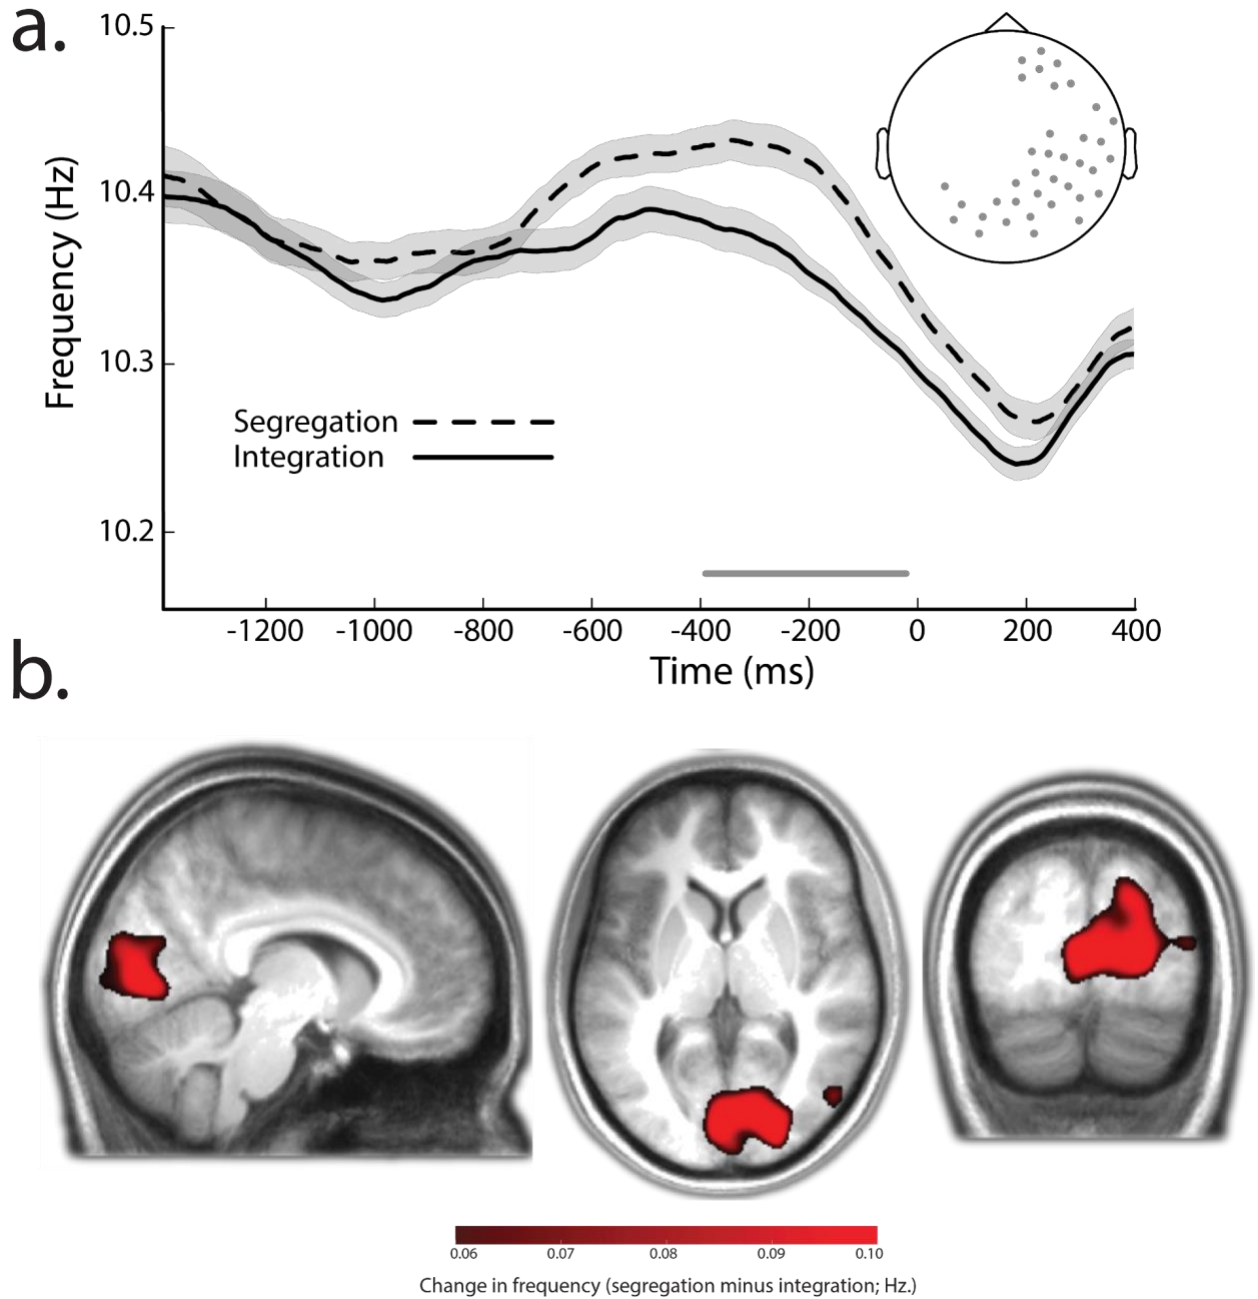 a.
10.5
10.4
10.3
10.2
Frequency (Hz)
Segregation
Integration
-1200 -1000 -800 -600 -400 -200 0 200 400
Time (ms)
b.
0.06 0.07 0.08 0.09 0.10
Change in frequency (segregation minus integration; Hz.)